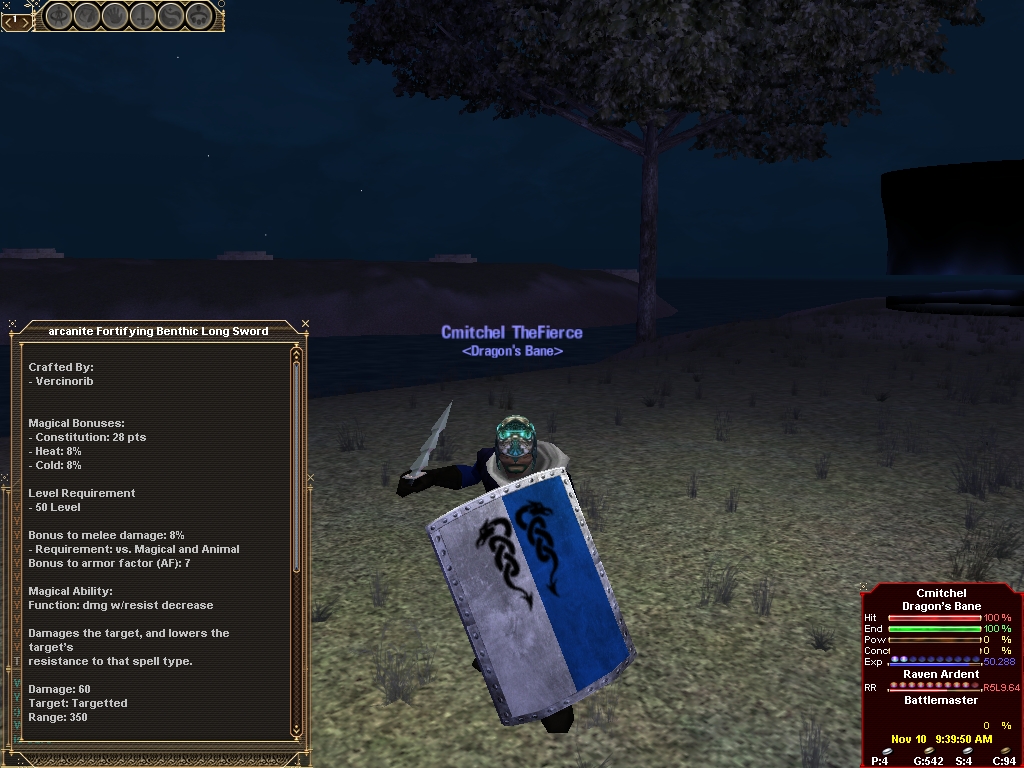 1
arcanite Fortifying Benthic Long Sword
Crafted By:
- Vercinorib
Magical Bonuses:
- Constitution: 28 pts
- Heat: 8%
- Cold: 8%
Level Requirement
- 50 Level
Bonus to melee damage: 8%
- Requirement: vs. Magical and Animal
Bonus to armor factor (AF): 7
Magical Ability:
Function: dmg w/resist decrease
Damages the target, and lowers the
target's
resistance to that spell type.
Damage: 60
Target: Targetted
Range: 350
Cmitchel TheFierce
<Dragon's Bane>
Cmitchel
Dragon's Bane
Hit 100 %
End 100 %
Pow 0 %
Conc 0 %
Exp 50.288
Raven Ardent
RR R5L9.64
Battlemaster
0 %
Nov 10 9:39:50 AM
P:4 G:542 S:4 C:94